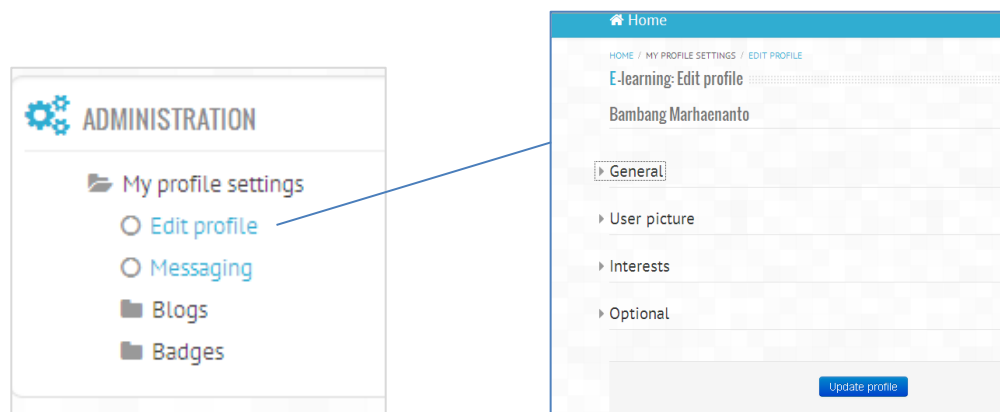 ADMINISTRATION
My profile settings
Edit profile
Messaging
Blogs
Badges
Home
HOME / MY PROFILE SETTINGS / EDIT PROFILE
E-learning: Edit profile
Bambang Marhaenanto
General
User picture
Interests
Optional
Update profile